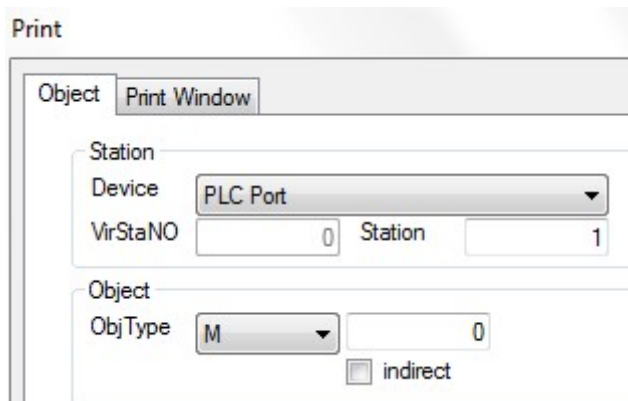 Print
Object Print Window
Station
Device PLC Port
VirStaNO 0 Station 1
Object
ObjType M 0
indirect